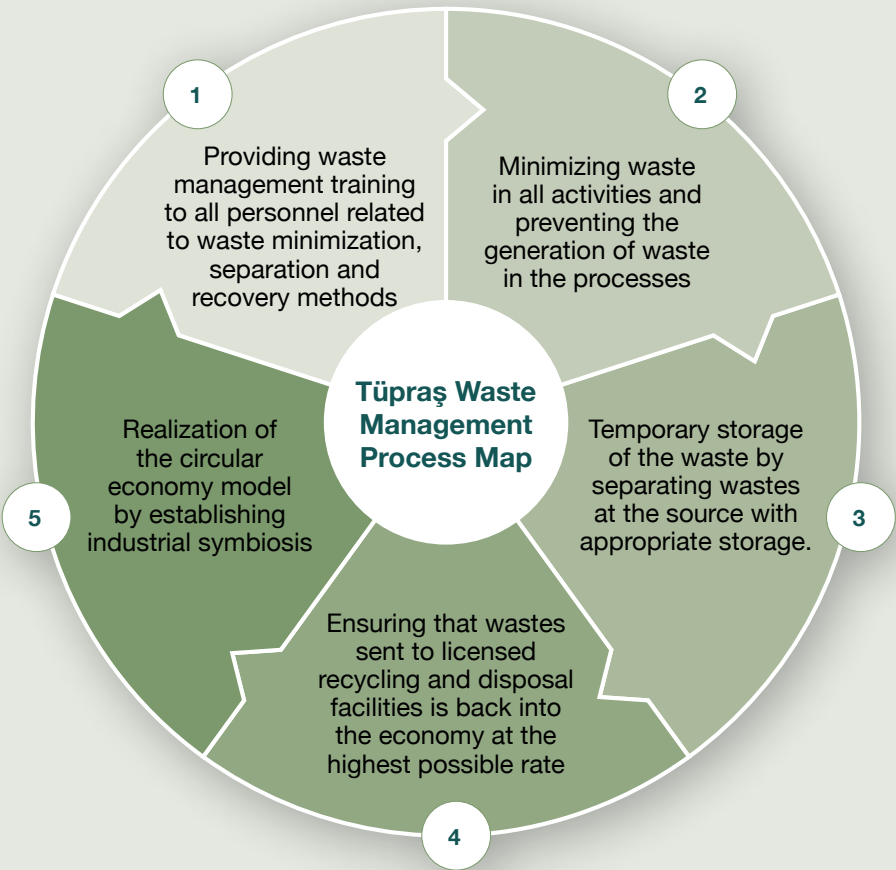 Tüpraş Waste
Management
Process Map
1
Providing waste
management training
to all personnel related
to waste minimization,
separation and
recovery methods
2
Minimizing waste
in all activities and
preventing the
generation of waste
in the processes
3
Temporary storage
of the waste by
separating wastes
at the source with
appropriate storage.
4
Ensuring that wastes
sent to licensed
recycling and disposal
facilities is back into
the economy at the
highest possible rate
5
Realization of
the circular
economy model
by establishing
industrial symbiosis